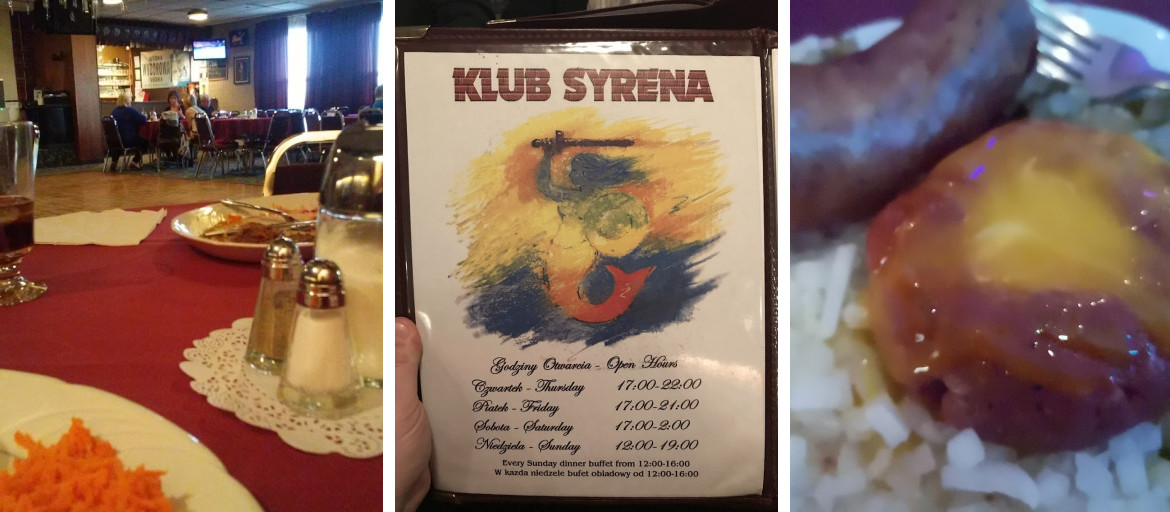 KLUB SYRENA
Godziny Otwarcia - Open Hours
Czwartek - Thursday 17:00-22:00
Piatek - Friday 17:00-21:00
Sobota - Saturday 17:00-2:00
Niedziela - Sunday 12:00-19:00
Every Sunday dinner buffet from 12:00-16:00
W kazda niedziele bufet obiadowy od 12:00-16:00